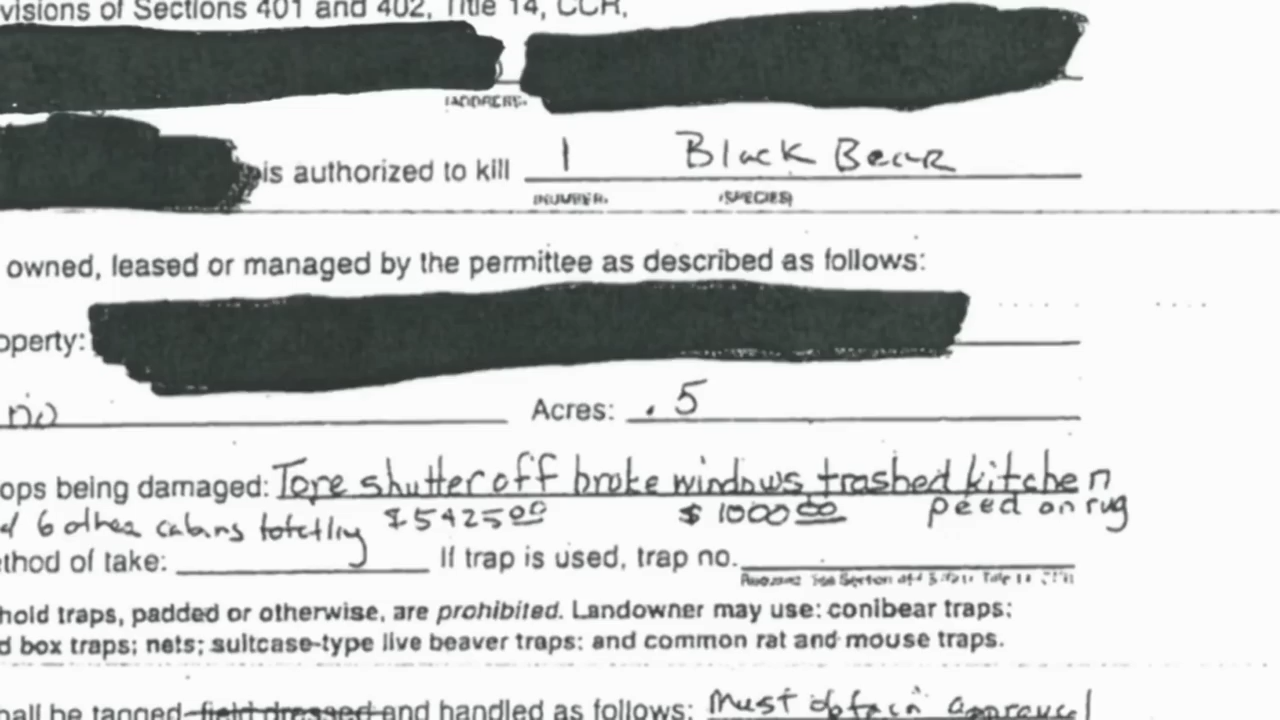 visions of Sections 401 and 402, Title 14, CCR,
(ADDRESS)
is authorized to kill 1 Black Bear
(NUMBER) (SPECIES)
owned, leased or managed by the permittee as described as follows:
operty:
no Acres: .5
ops being damaged: Tore shutter off broke windows trashed kitchen
6 other cabins totetling $542500 $100000 peed on rug
thod of take: If trap is used, trap no.
hold traps, padded or otherwise, are prohibited. Landowner may use: conibear traps;
d box traps; nets; suitcase-type live beaver traps; and common rat and mouse traps.
hall be tagged field dressed and handled as follows: Must obtain approval